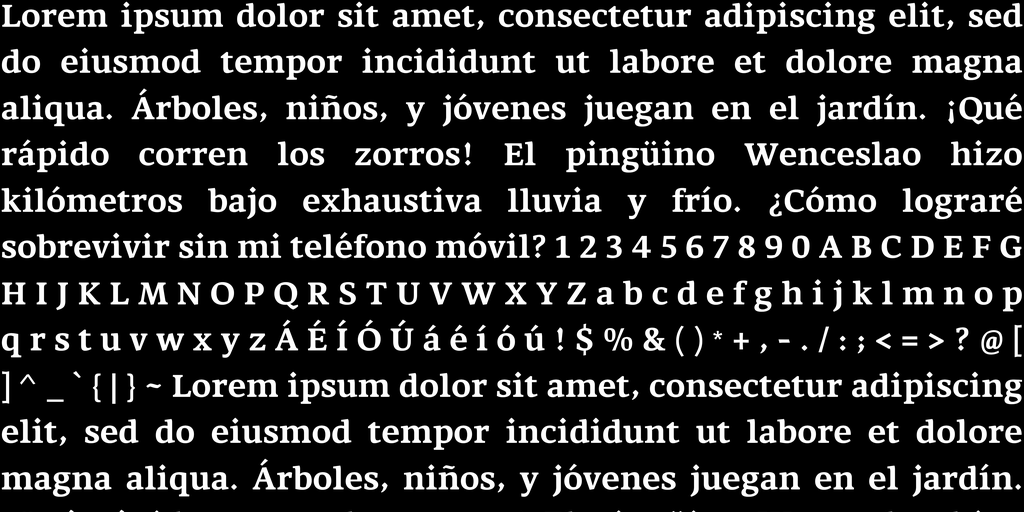 Lorem ipsum dolor sit amet, consectetur adipiscing elit, sed
do eiusmod tempor incididunt ut labore et dolore magna
aliqua. Árboles, niños, y jóvenes juegan en el jardín. ¡Qué
rápido corren los zorros! El pingüino Wenceslao hizo
kilómetros bajo exhaustiva lluvia y frío. ¿Cómo lograré
sobrevivir sin mi teléfono móvil? 1 2 3 4 5 6 7 8 9 0 A B C D E F G
H I J K L M N O P Q R S T U V W X Y Z a b c d e f g h i j k l m n o p
q r s t u v w x y z Á É Í Ó Ú á é í ó ú ! $ % & ( ) * + , - . / : ; < = > ? @ [
] ^ _ ` { | } ~ Lorem ipsum dolor sit amet, consectetur adipiscing
elit, sed do eiusmod tempor incididunt ut labore et dolore
magna aliqua. Árboles, niños, y jóvenes juegan en el jardín.